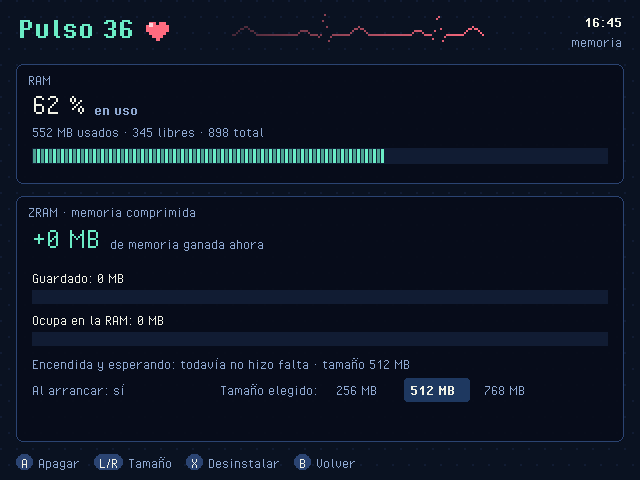 Pulso 36
16:45
memoria
RAM
62 % en uso
552 MB usados · 345 libres · 898 total
ZRAM · memoria comprimida
+0 MB de memoria ganada ahora
Guardado: 0 MB
Ocupa en la RAM: 0 MB
Encendida y esperando: todavía no hizo falta · tamaño 512 MB
Al arrancar: sí Tamaño elegido: 256 MB 512 MB 768 MB
A Apagar L/R Tamaño X Desinstalar B Volver